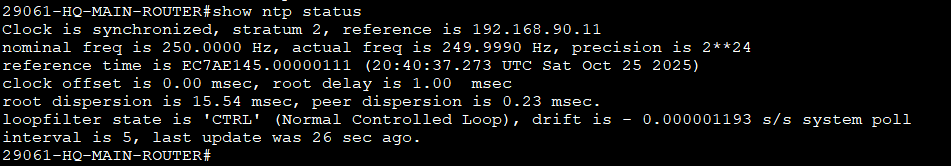 29061-HQ-MAIN-ROUTER#show ntp status
Clock is synchronized, stratum 2, reference is 192.168.90.11
nominal freq is 250.0000 Hz, actual freq is 249.9990 Hz, precision is 2**24
reference time is EC7AE145.00000111 (20:40:37.273 UTC Sat Oct 25 2025)
clock offset is 0.00 msec, root delay is 1.00  msec
root dispersion is 15.54 msec, peer dispersion is 0.23 msec.
loopfilter state is 'CTRL' (Normal Controlled Loop), drift is - 0.000001193 s/s system poll
interval is 5, last update was 26 sec ago.
29061-HQ-MAIN-ROUTER#